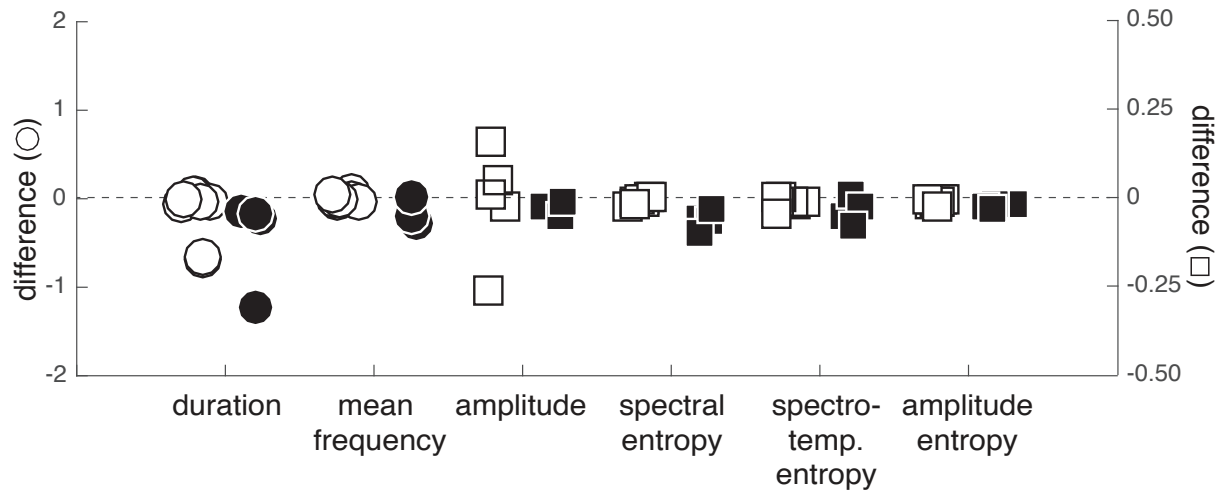 2
1
0
-1
-2
difference (○)
0.50
0.25
0
-0.25
-0.50
difference (□)
duration
mean
frequency
amplitude
spectral
entropy
spectro-
temp.
entropy
amplitude
entropy